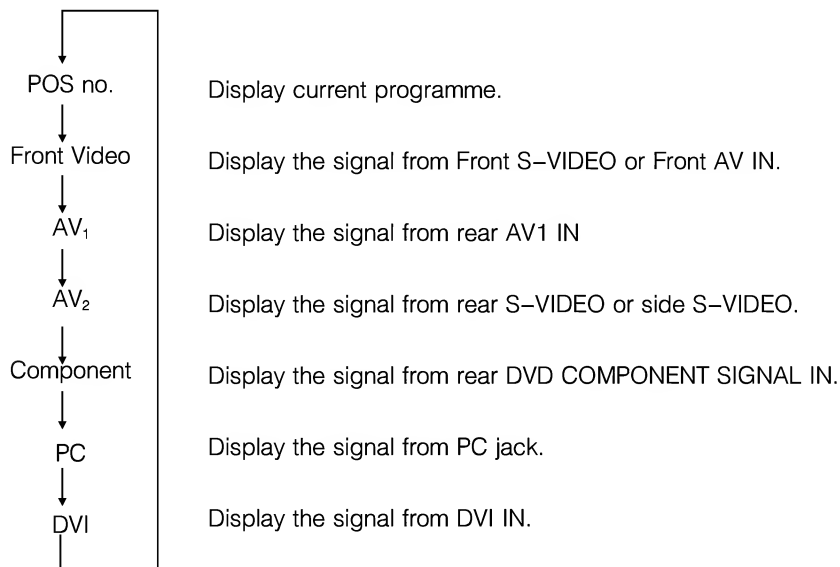 POS no. Display current programme.
Front Video Display the signal from Front S–VIDEO or Front AV IN.
AV₁ Display the signal from rear AV1 IN
AV₂ Display the signal from rear S–VIDEO or side S–VIDEO.
Component Display the signal from rear DVD COMPONENT SIGNAL IN.
PC Display the signal from PC jack.
DVI Display the signal from DVI IN.